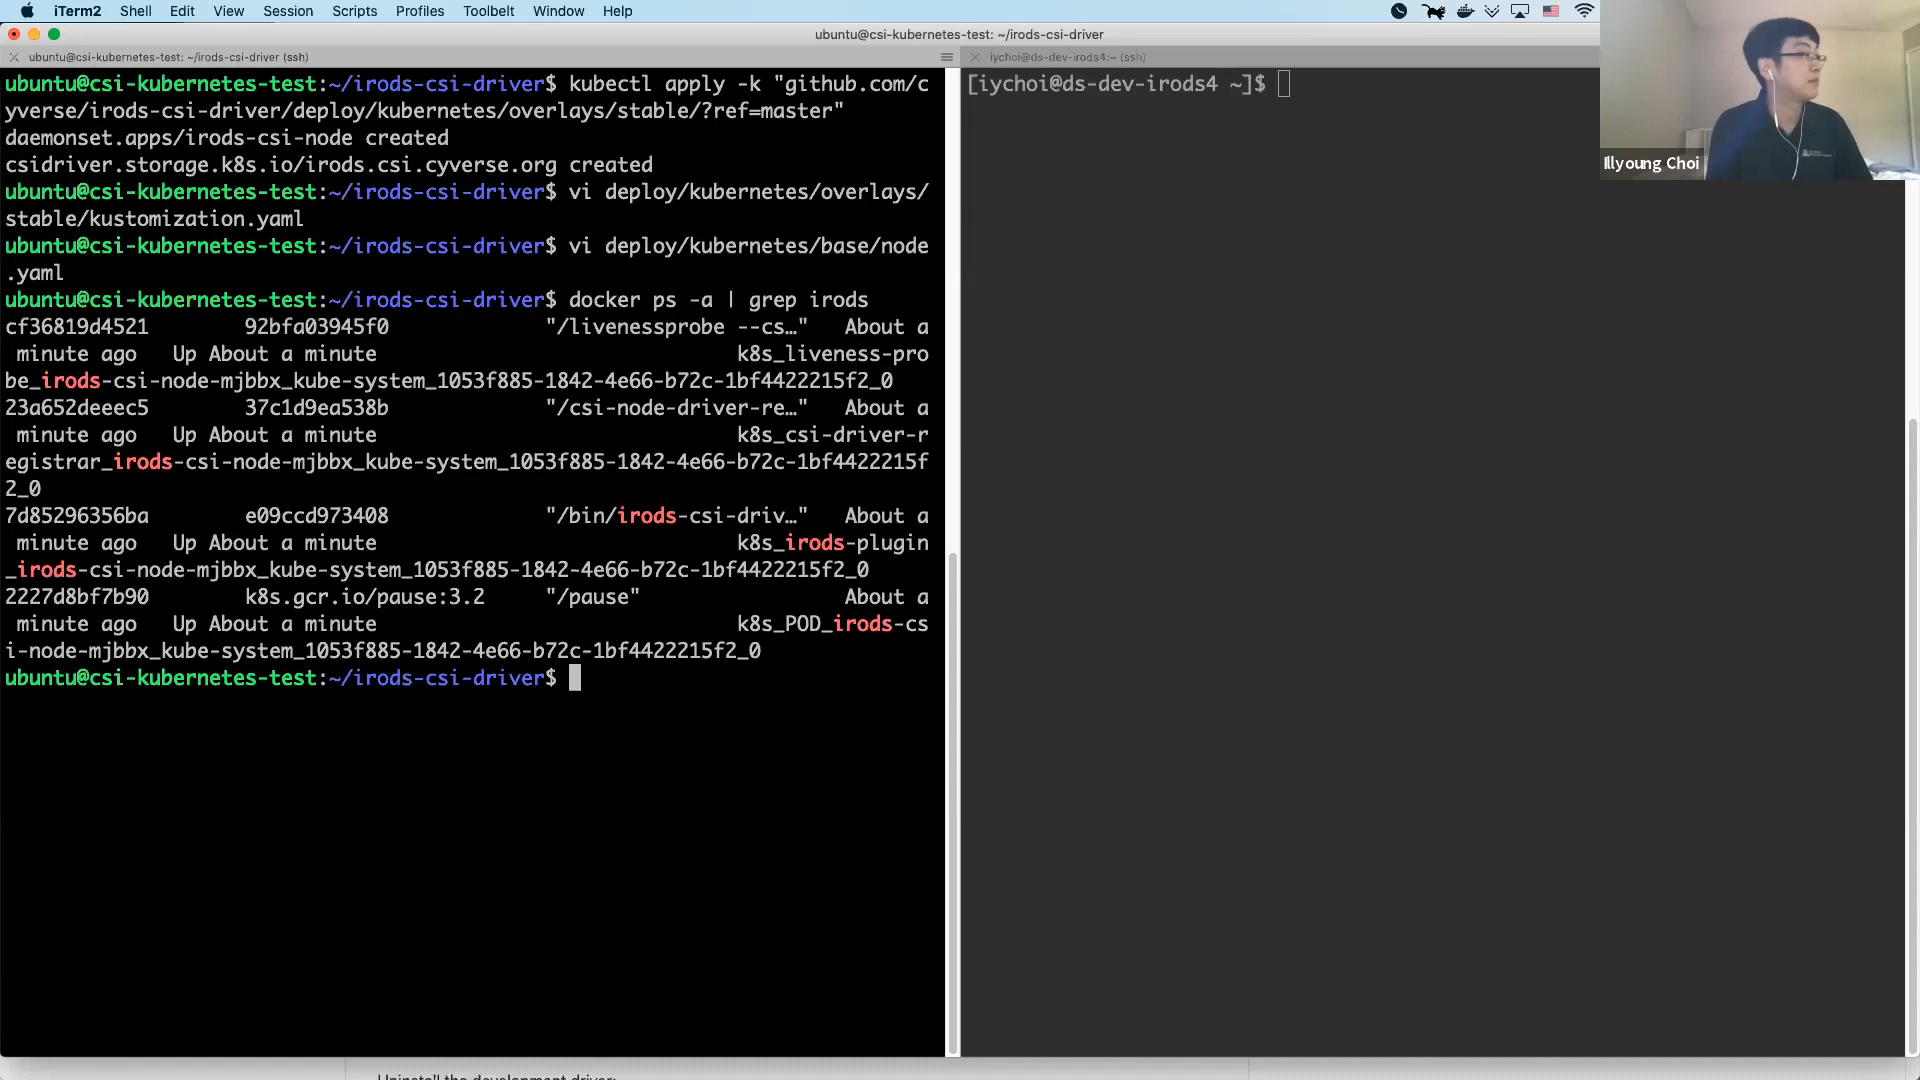 iTerm2 Shell Edit View Session Scripts Profiles Toolbelt Window Help
ubuntu@csi-kubernetes-test: ~/irods-csi-driver
ubuntu@csi-kubernetes-test: ~/irods-csi-driver (ssh)
iychoi@ds-dev-irods4:~ (ssh)
ubuntu@csi-kubernetes-test:~/irods-csi-driver$ kubectl apply -k "github.com/c
yverse/irods-csi-driver/deploy/kubernetes/overlays/stable/?ref=master"
daemonset.apps/irods-csi-node created
csidriver.storage.k8s.io/irods.csi.cyverse.org created
ubuntu@csi-kubernetes-test:~/irods-csi-driver$ vi deploy/kubernetes/overlays/
stable/kustomization.yaml
ubuntu@csi-kubernetes-test:~/irods-csi-driver$ vi deploy/kubernetes/base/node
.yaml
ubuntu@csi-kubernetes-test:~/irods-csi-driver$ docker ps -a | grep irods
cf36819d4521        92bfa03945f0             "/livenessprobe --cs…"   About a
 minute ago   Up About a minute                              k8s_liveness-pro
be_irods-csi-node-mjbbx_kube-system_1053f885-1842-4e66-b72c-1bf4422215f2_0
23a652deeec5        37c1d9ea538b             "/csi-node-driver-re…"   About a
 minute ago   Up About a minute                              k8s_csi-driver-r
egistrar_irods-csi-node-mjbbx_kube-system_1053f885-1842-4e66-b72c-1bf4422215f
2_0
7d85296356ba        e09ccd973408             "/bin/irods-csi-driv…"   About a
 minute ago   Up About a minute                              k8s_irods-plugin
_irods-csi-node-mjbbx_kube-system_1053f885-1842-4e66-b72c-1bf4422215f2_0
2227d8bf7b90        k8s.gcr.io/pause:3.2     "/pause"                 About a
 minute ago   Up About a minute                              k8s_POD_irods-cs
i-node-mjbbx_kube-system_1053f885-1842-4e66-b72c-1bf4422215f2_0
ubuntu@csi-kubernetes-test:~/irods-csi-driver$
[iychoi@ds-dev-irods4 ~]$
Illyoung Choi
Uninstall the development driver: